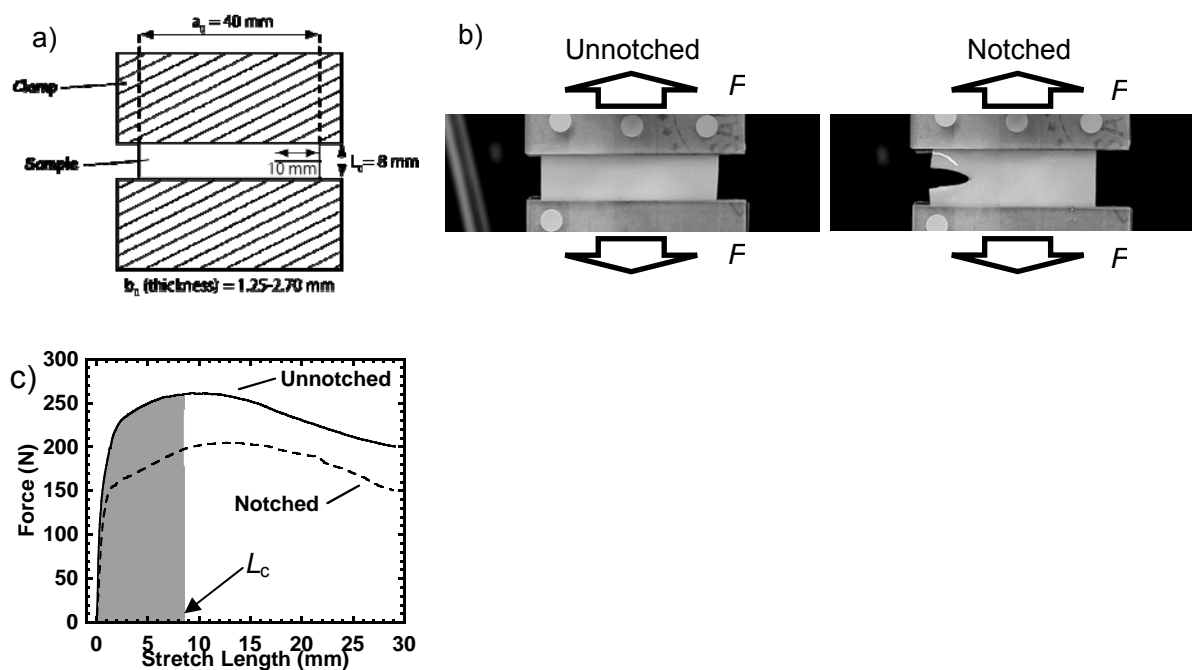 a)
a₀ = 40 mm
Clamp
Sample
10 mm
L₀ = 8 mm
b₀ (thickness) = 1.25-2.70 mm
b)
Unnotched
Notched
F
F
F
F
c)
300
250
200
150
100
50
0
Force (N)
Unnotched
Notched
L_C
0 5 10 15 20 25 30
Stretch Length (mm)